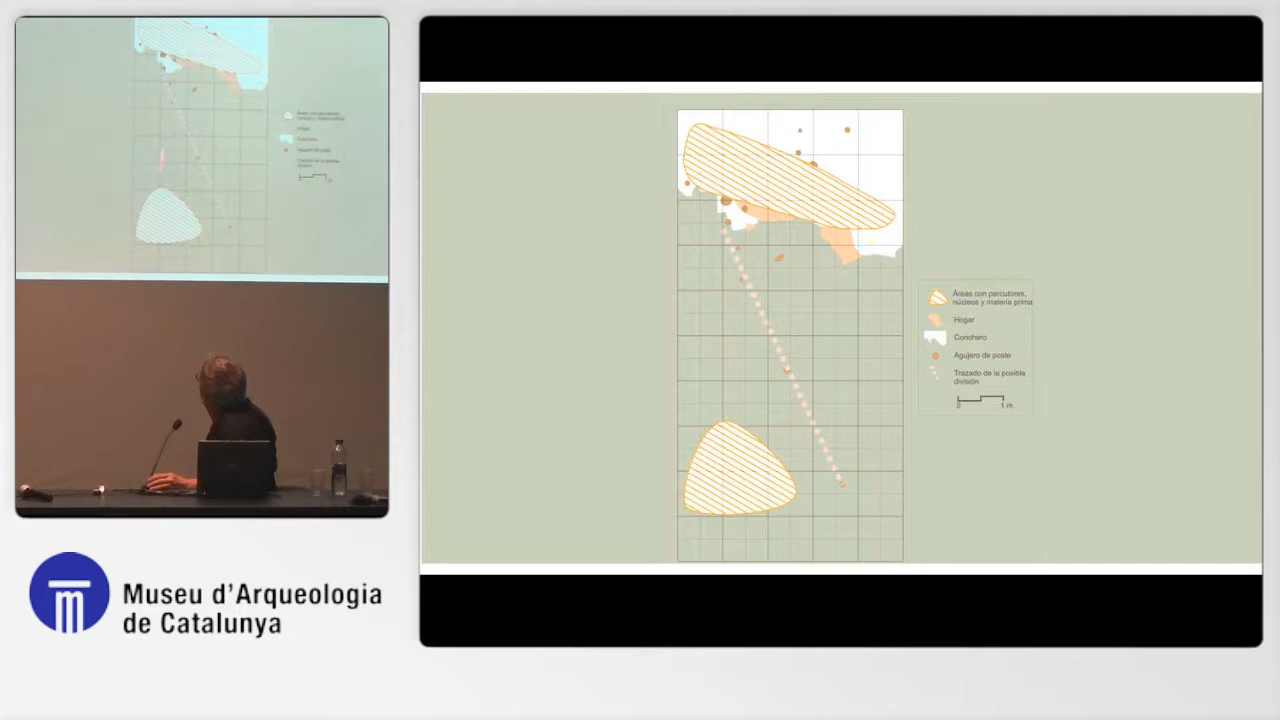 Áreas con percutores,
núcleos y materia prima
Hogar
Conchero
Agujero de poste
Trazado de la posible
división
0 1 m.
Museu d'Arqueologia
de Catalunya